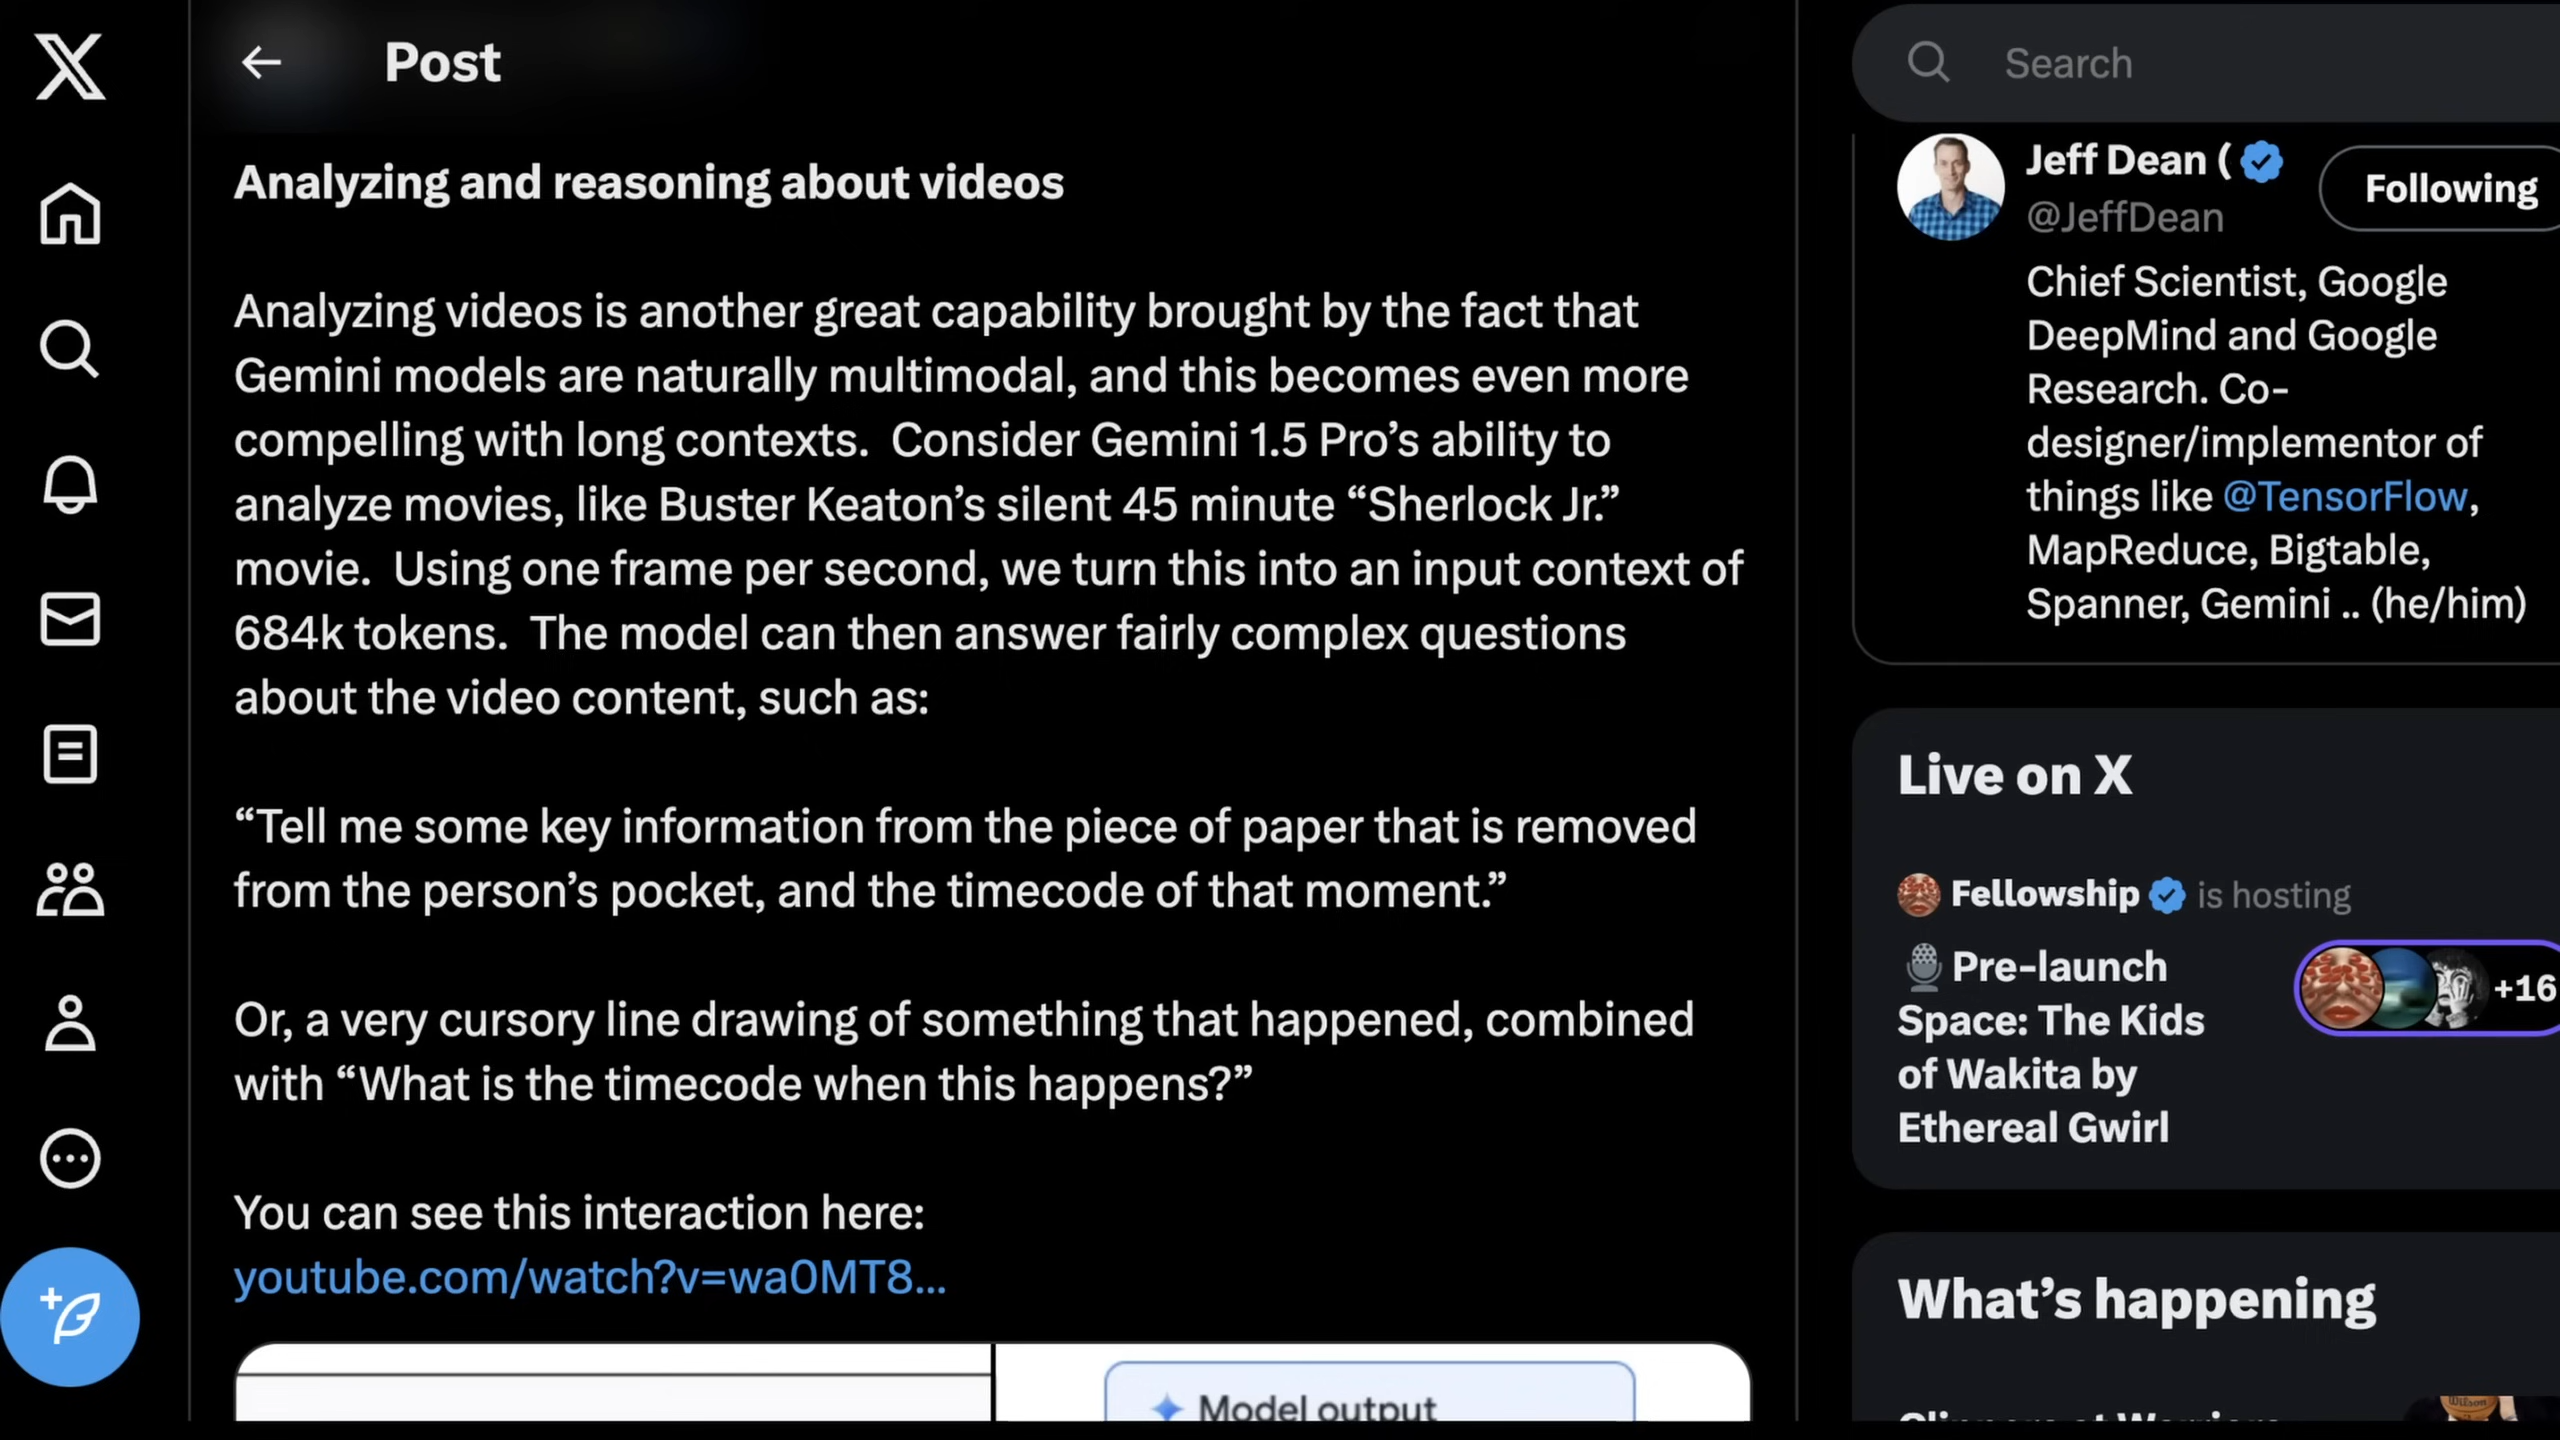 Post
Analyzing and reasoning about videos
Analyzing videos is another great capability brought by the fact that
Gemini models are naturally multimodal, and this becomes even more
compelling with long contexts.  Consider Gemini 1.5 Pro’s ability to
analyze movies, like Buster Keaton’s silent 45 minute “Sherlock Jr.”
movie.  Using one frame per second, we turn this into an input context of
684k tokens.  The model can then answer fairly complex questions
about the video content, such as:
“Tell me some key information from the piece of paper that is removed
from the person’s pocket, and the timecode of that moment.”
Or, a very cursory line drawing of something that happened, combined
with “What is the timecode when this happens?”
You can see this interaction here:
youtube.com/watch?v=wa0MT8...
Model output
Search
Jeff Dean (
@JeffDean
Following
Chief Scientist, Google
DeepMind and Google
Research. Co-
designer/implementor of
things like @TensorFlow,
MapReduce, Bigtable,
Spanner, Gemini .. (he/him)
Live on X
Fellowship is hosting
Pre-launch
Space: The Kids
of Wakita by
Ethereal Gwirl
+16
What’s happening